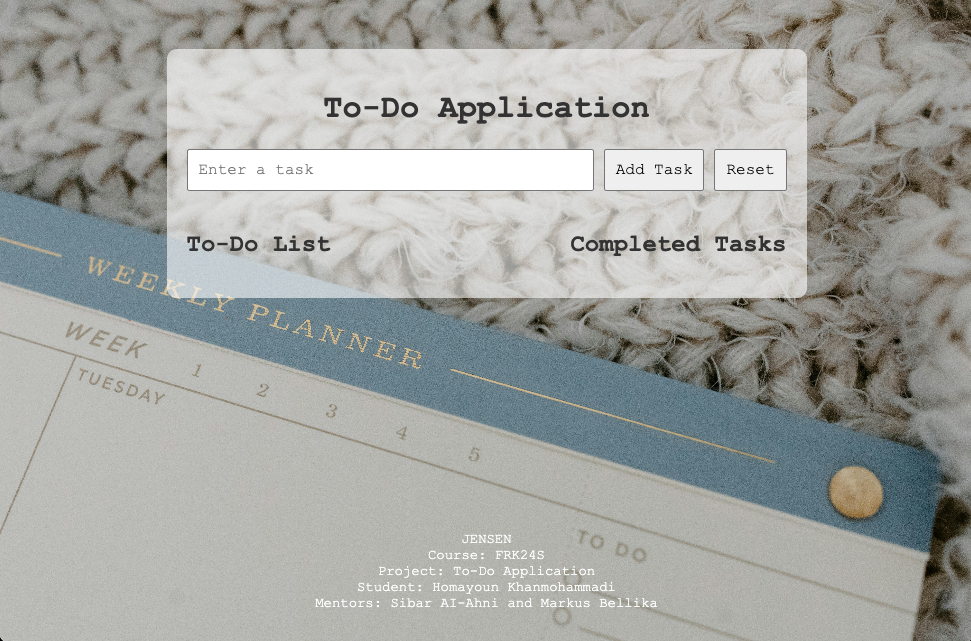 To-Do Application
Enter a task
Add Task
Reset
To-Do List
Completed Tasks
WEEKLY PLANNER
WEEK 1 2 3 4 5
TUESDAY
TO DO
JENSEN
Course: FRK24S
Project: To-Do Application
Student: Homayoun Khanmohammadi
Mentors: Sibar AI-Ahni and Markus Bellika